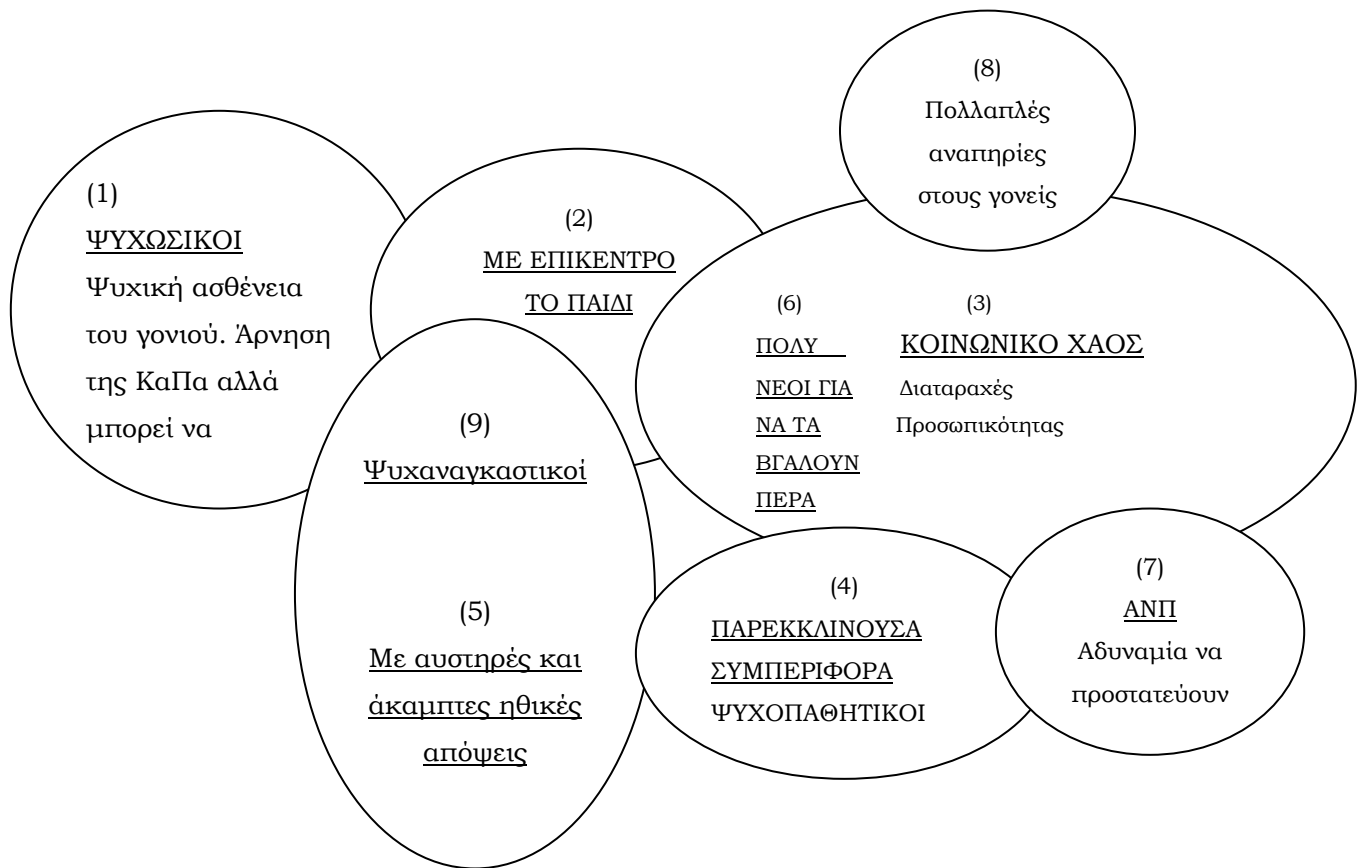 (1)
ΨΥΧΩΣΙΚΟΙ
Ψυχική ασθένεια
του γονιού. Άρνηση
της ΚαΠα αλλά
μπορεί να
(2)
ΜΕ ΕΠΙΚΕΝΤΡΟ
ΤΟ ΠΑΙΔΙ
(8)
Πολλαπλές
αναπηρίες
στους γονείς
(6)
ΠΟΛΥ
ΝΕΟΙ ΓΙΑ
ΝΑ ΤΑ
ΒΓΑΛΟΥΝ
ΠΕΡΑ
(3)
ΚΟΙΝΩΝΙΚΟ ΧΑΟΣ
Διαταραχές
Προσωπικότητας
(9)
Ψυχαναγκαστικοί
(5)
Με αυστηρές και
άκαμπτες ηθικές
απόψεις
(4)
ΠΑΡΕΚΚΛΙΝΟΥΣΑ
ΣΥΜΠΕΡΙΦΟΡΑ
ΨΥΧΟΠΑΘΗΤΙΚΟΙ
(7)
ΑΝΠ
Αδυναμία να
προστατεύουν